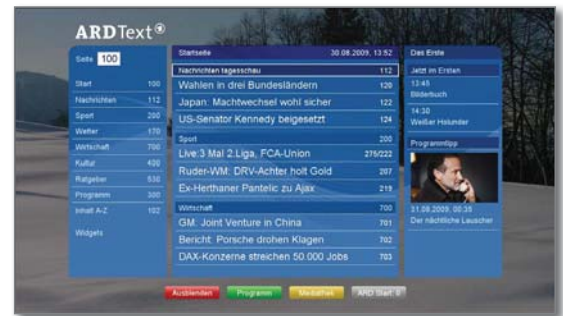 ARDText
Seite 100
Start 100
Nachrichten 112
Sport 200
Wetter 170
Wirtschaft 700
Kultur 400
Ratgeber 530
Programm 300
Inhalt A-Z 102
Widgets
Startseite 30.08.2009, 13:52
Nachrichten tagesschau 112
Wahlen in drei Bundesländern 120
Japan: Machtwechsel wohl sicher 122
US-Senator Kennedy beigesetzt 124
Sport 200
Live:3 Mal 2.Liga, FCA-Union 275/222
Ruder-WM: DRV-Achter holt Gold 207
Ex-Herthaner Pantelic zu Ajax 219
Wirtschaft 700
GM: Joint Venture in China 701
Bericht: Porsche drohen Klagen 702
DAX-Konzerne streichen 50.000 Jobs 703
Das Erste
Jetzt im Ersten
13:45
Bilderbuch
14:30
Weißer Holunder
Programmtipp
31.08.2009, 00:35
Der nächtliche Lauscher
Ausblenden Programm Mediathek ARD Start: 0